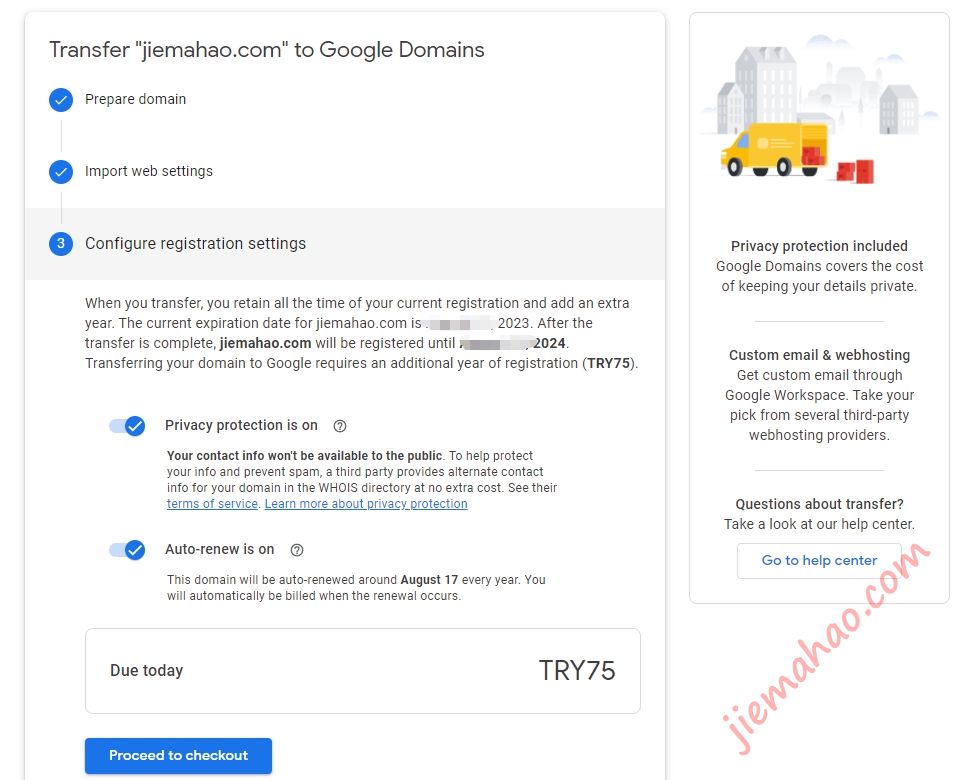 Transfer "jiemahao.com" to Google Domains
Prepare domain
Import web settings
3 Configure registration settings
When you transfer, you retain all the time of your current registration and add an extra
year. The current expiration date for jiemahao.com is , 2023. After the
transfer is complete, jiemahao.com will be registered until , 2024.
Transferring your domain to Google requires an additional year of registration (TRY75).
Privacy protection is on ?
Your contact info won't be available to the public. To help protect
your info and prevent spam, a third party provides alternate contact
info for your domain in the WHOIS directory at no extra cost. See their
terms of service. Learn more about privacy protection
Auto-renew is on ?
This domain will be auto-renewed around August 17 every year. You
will automatically be billed when the renewal occurs.
Due today TRY75
Proceed to checkout
Privacy protection included
Google Domains covers the cost
of keeping your details private.
Custom email & webhosting
Get custom email through
Google Workspace. Take your
pick from several third-party
webhosting providers.
Questions about transfer?
Take a look at our help center.
Go to help center
jiemahao.com